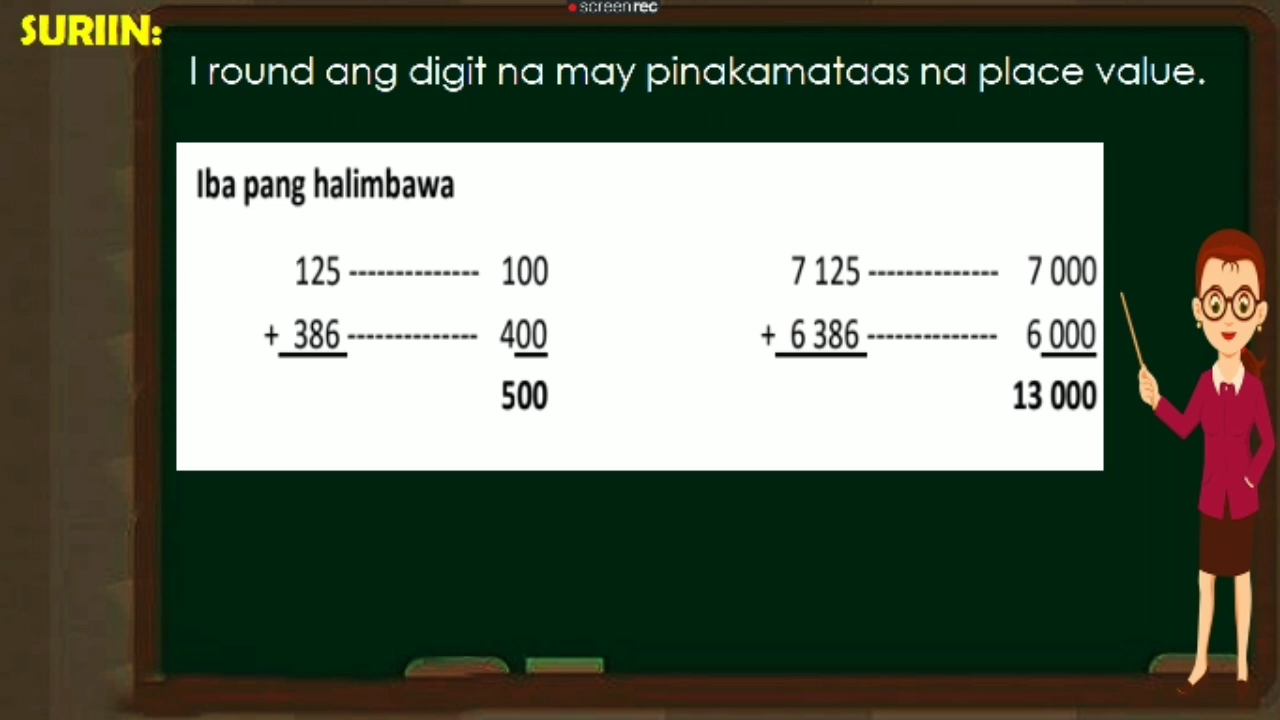 screenrec
SURIIN:
I round ang digit na may pinakamataas na place value.
Iba pang halimbawa
125 -------------- 100
+ 386 -------------- 400
500
7 125 -------------- 7 000
+ 6 386 -------------- 6 000
13 000